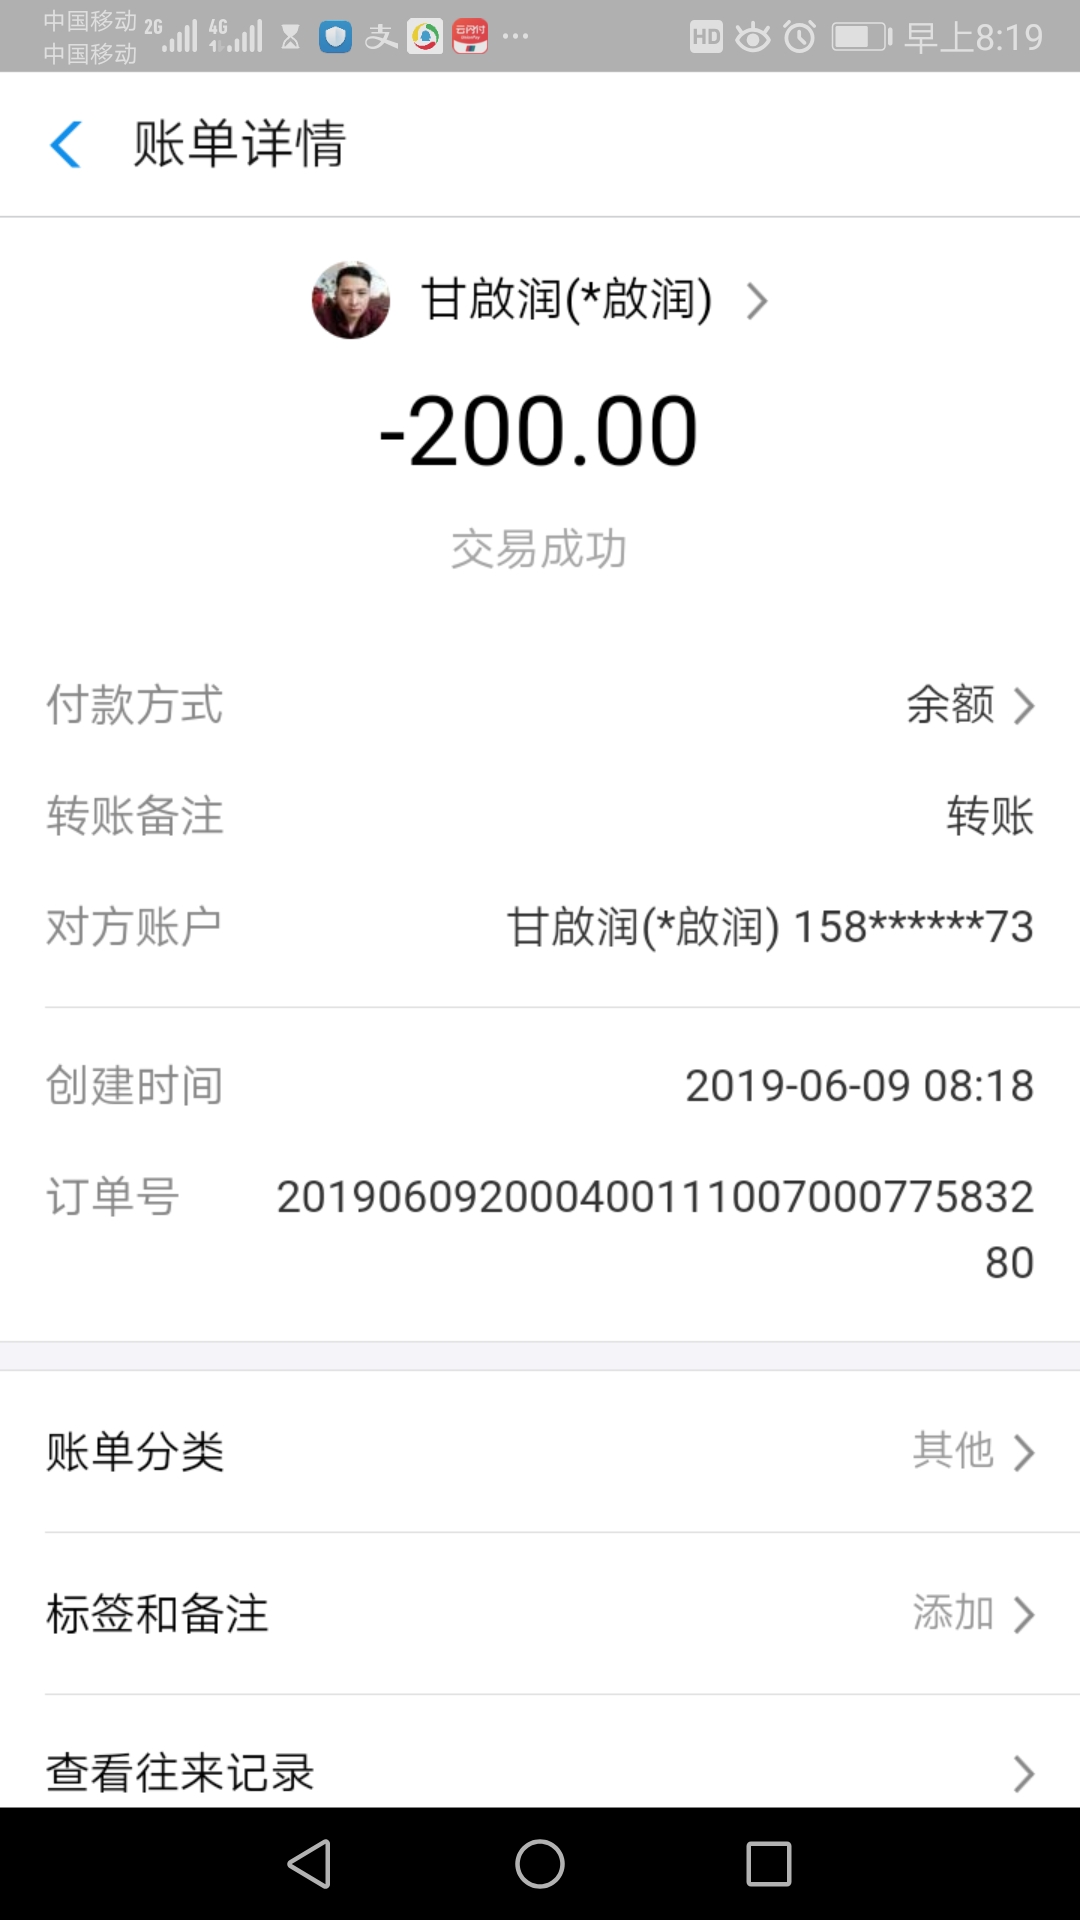 中国移动 2G 4G HD 早上8:19
中国移动
账单详情
甘啟润(*啟润)
-200.00
交易成功
付款方式 余额
转账备注 转账
对方账户 甘啟润(*啟润) 158******73
创建时间 2019-06-09 08:18
订单号 201906092000400111007000775832
80
账单分类 其他
标签和备注 添加
查看往来记录